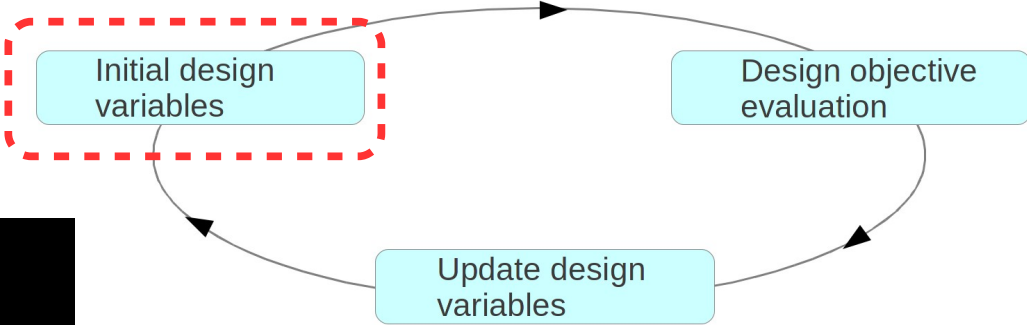 Initial design
variables
Design objective
evaluation
Update design
variables